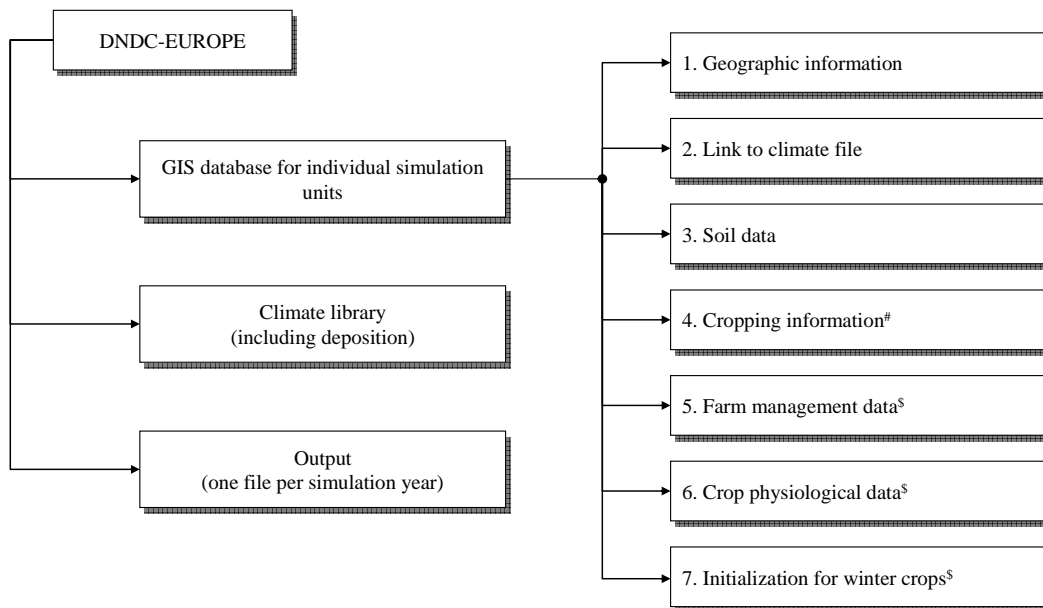 DNDC-EUROPE
GIS database for individual simulation
units
Climate library
(including deposition)
Output
(one file per simulation year)
1. Geographic information
2. Link to climate file
3. Soil data
4. Cropping information#
5. Farm management data$
6. Crop physiological data$
7. Initialization for winter crops$